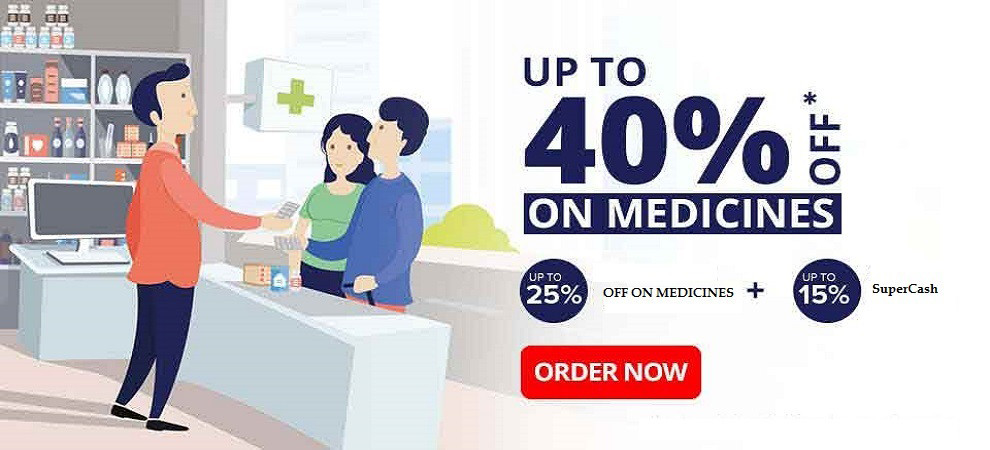 UP TO
40% OFF*
ON MEDICINES
UP TO
25%
OFF ON MEDICINES
+
UP TO
15%
SuperCash
ORDER NOW